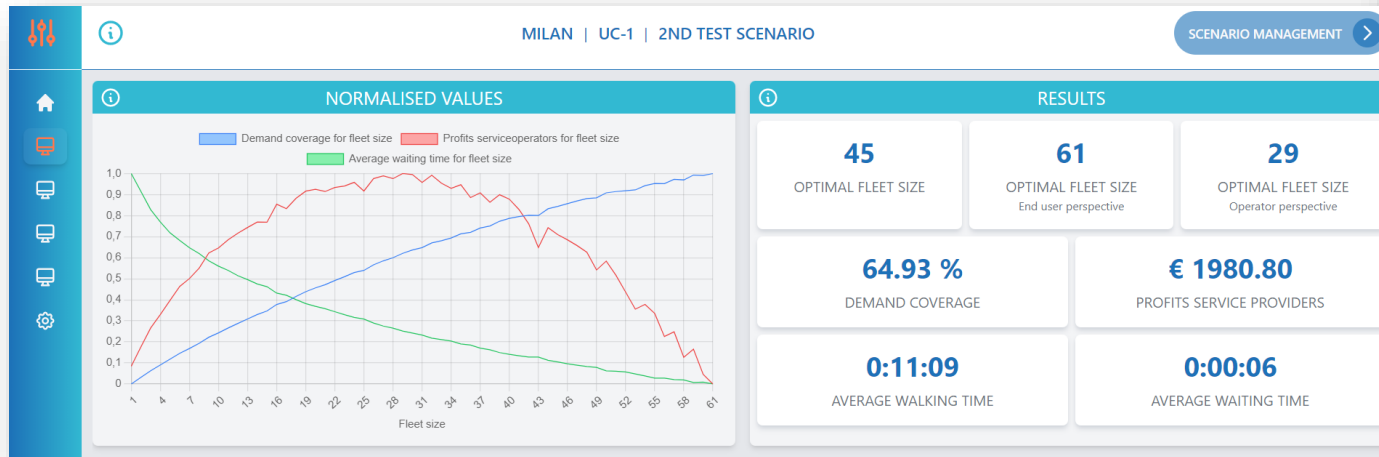 MILAN | UC-1 | 2ND TEST SCENARIO
SCENARIO MANAGEMENT
NORMALISED VALUES
Demand coverage for fleet size
Profits serviceoperators for fleet size
Average waiting time for fleet size
1,0
0,9
0,8
0,7
0,6
0,5
0,4
0,3
0,2
0,1
0
1 4 7 10 13 16 19 22 25 28 31 34 37 40 43 46 49 52 55 58 61
Fleet size
RESULTS
45
OPTIMAL FLEET SIZE
61
OPTIMAL FLEET SIZE
End user perspective
29
OPTIMAL FLEET SIZE
Operator perspective
64.93 %
DEMAND COVERAGE
€ 1980.80
PROFITS SERVICE PROVIDERS
0:11:09
AVERAGE WALKING TIME
0:00:06
AVERAGE WAITING TIME